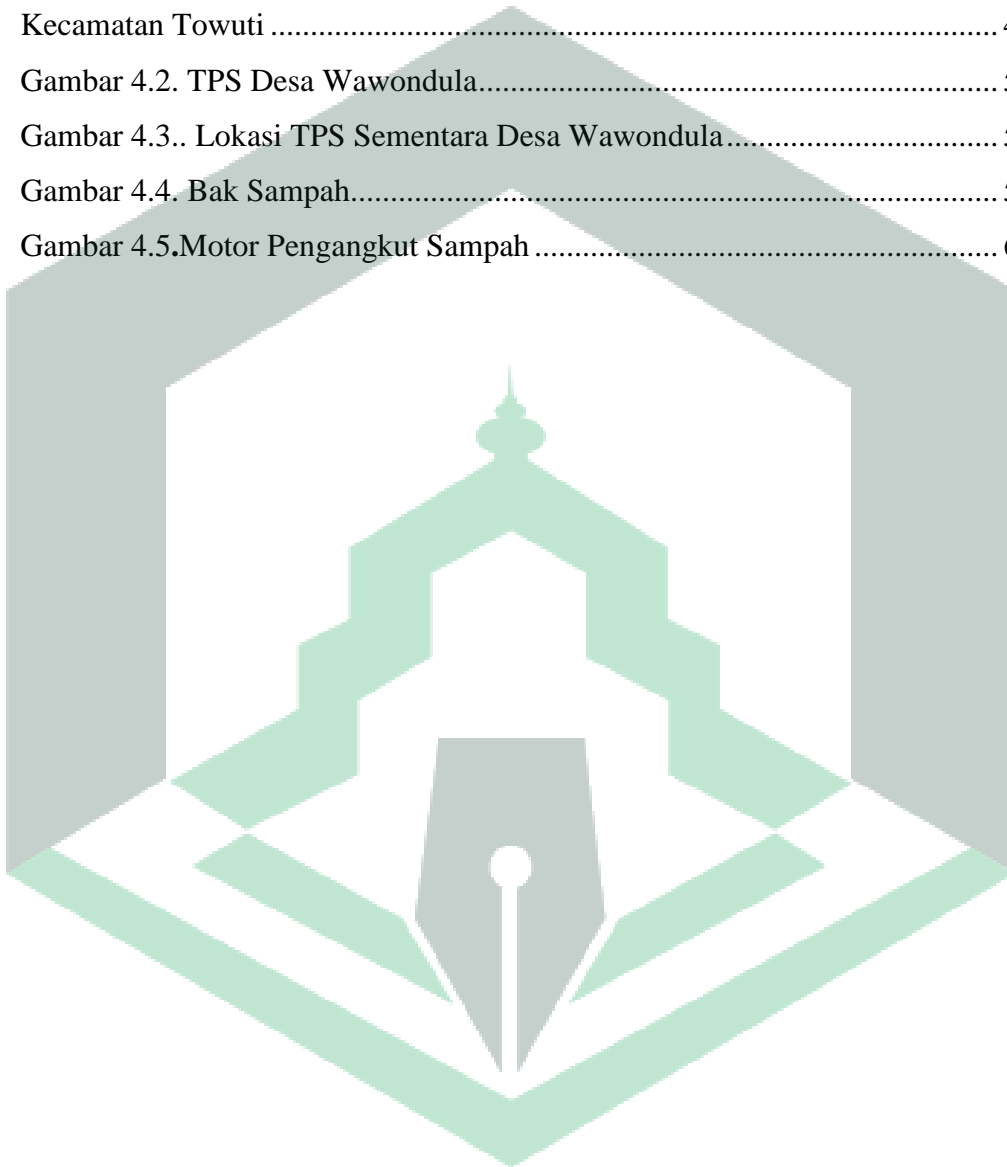 Kecamatan Towuti ..........................................................................................
Gambar 4.2. TPS Desa Wawondula................................................................
Gambar 4.3.. Lokasi TPS Sementara Desa Wawondula..................................
Gambar 4.4. Bak Sampah................................................................................
Gambar 4.5.Motor Pengangkut Sampah .........................................................